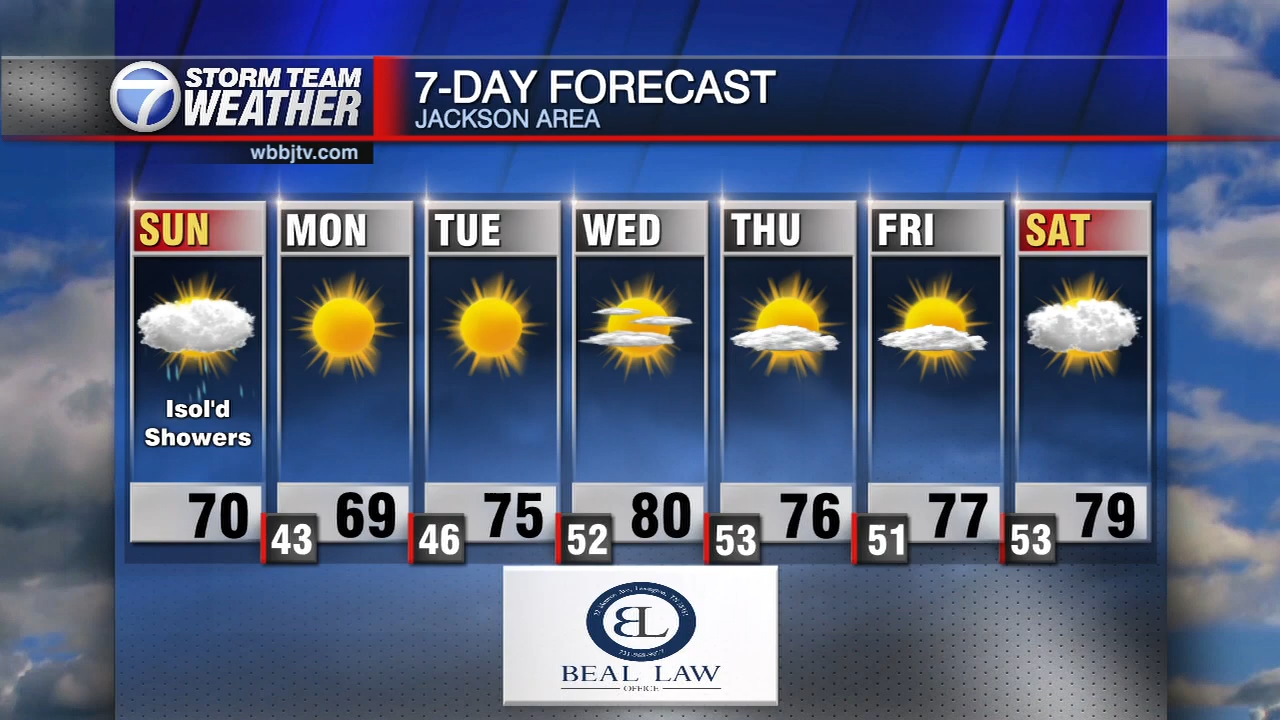 7
STORM TEAM
WEATHER
wbbjtv.com
7-DAY FORECAST
JACKSON AREA
SUN MON TUE WED THU FRI SAT
Isol'd
Showers
70 69 75 80 76 77 79
43 46 52 53 51 53
BL
BEAL LAW
OFFICE